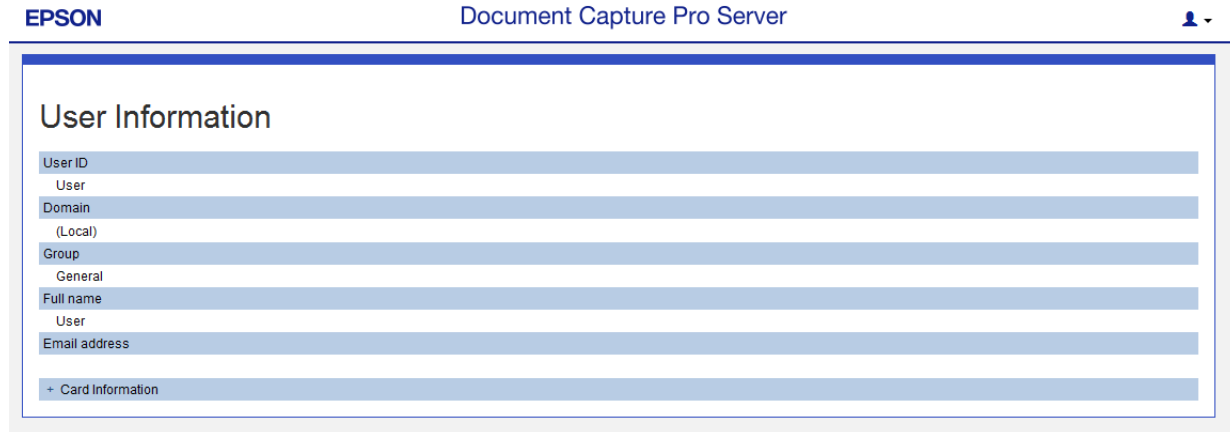 EPSON
Document Capture Pro Server
User Information
User ID
User
Domain
(Local)
Group
General
Full name
User
Email address
+ Card Information